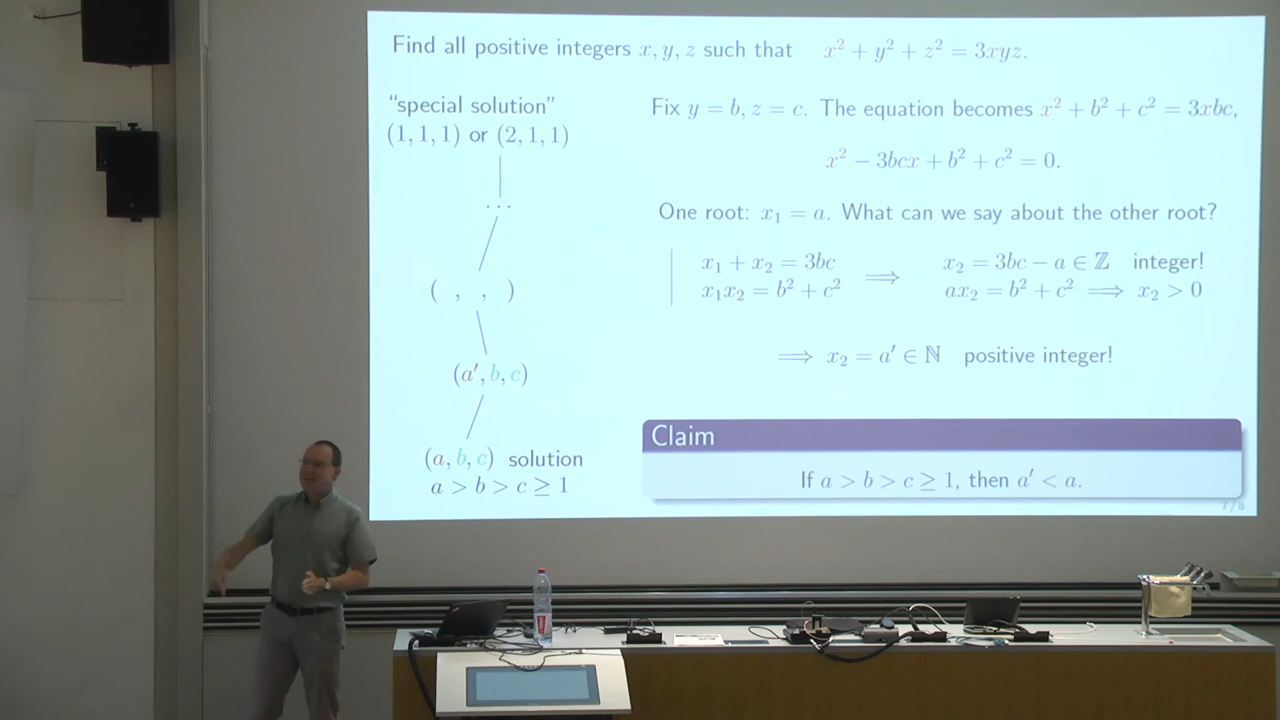 Find all positive integers x, y, z such that x² + y² + z² = 3xyz.
"special solution"
(1, 1, 1) or (2, 1, 1)
...
( , , )
(a′, b, c)
(a, b, c) solution
a > b > c ≥ 1
Fix y = b, z = c. The equation becomes x² + b² + c² = 3xbc,
x² − 3bcx + b² + c² = 0.
One root: x₁ = a. What can we say about the other root?
x₁ + x₂ = 3bc ⟹ x₂ = 3bc − a ∈ ℤ integer!
x₁x₂ = b² + c² ax₂ = b² + c² ⟹ x₂ > 0
⟹ x₂ = a′ ∈ ℕ positive integer!
Claim
If a > b > c ≥ 1, then a′ < a.
7 / 8